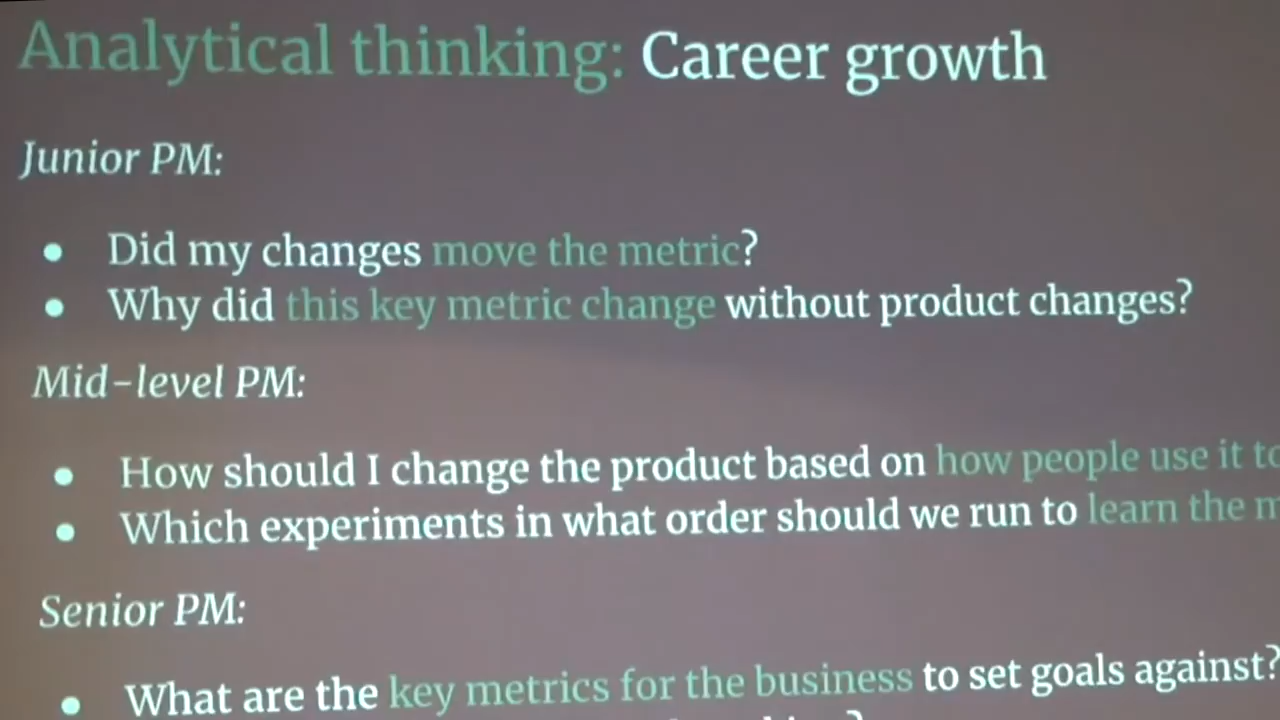 Analytical thinking: Career growth
Junior PM:
● Did my changes move the metric?
● Why did this key metric change without product changes?
Mid-level PM:
● How should I change the product based on how people use it
● Which experiments in what order should we run to learn the
Senior PM:
● What are the key metrics for the business to set goals against?